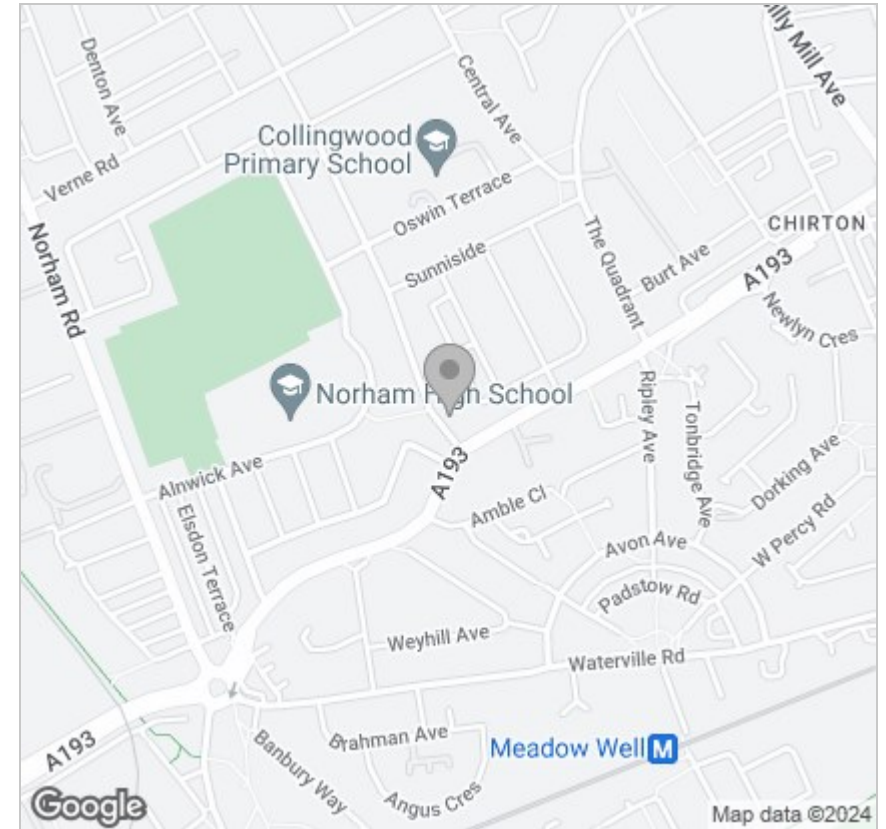 illy Mill Ave
Denton Ave
Central Ave
Collingwood
Primary School
Verne Rd
Oswin Terrace
CHIRTON
Norham Rd
Sunniside
The Quadrant
Burt Ave
A193
Newlyn Cres
Norham High School
Ripley Ave
Tonbridge Ave
A193
Alnwick Ave
Dorking Ave
Amble Cl
Elsdon Terrace
Avon Ave
W Percy Rd
Padstow Rd
Weyhill Ave
Waterville Rd
A193
Brahman Ave
Meadow Well M
Banbury Way
Angus Cres
Google
Map data ©2024